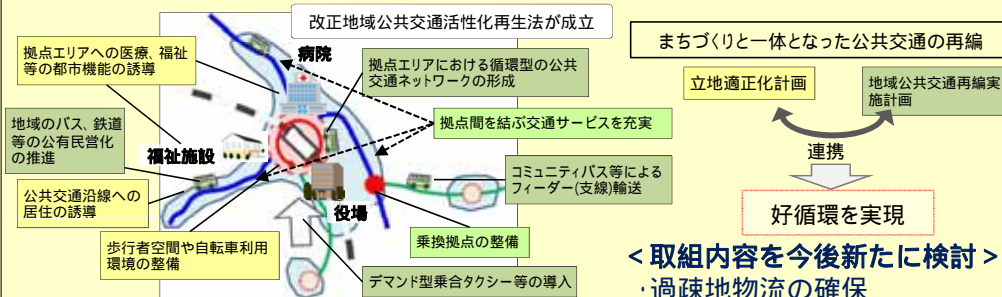 改正地域公共交通活性化再生法が成立
拠点エリアへの医療、福祉
等の都市機能の誘導
病院
拠点エリアにおける循環型の公共
交通ネットワークの形成
地域のバス、鉄道
等の公有民営化
の推進
福祉施設
拠点間を結ぶ交通サービスを充実
公共交通沿線への
居住の誘導
役場
コミュニティバス等による
フィーダー(支線)輸送
歩行者空間や自転車利用
環境の整備
乗換拠点の整備
デマンド型乗合タクシー等の導入
まちづくりと一体となった公共交通の再編
立地適正化計画
地域公共交通再編実
施計画
連携
好循環を実現
<取組内容を今後新たに検討>
・過疎地物流の確保